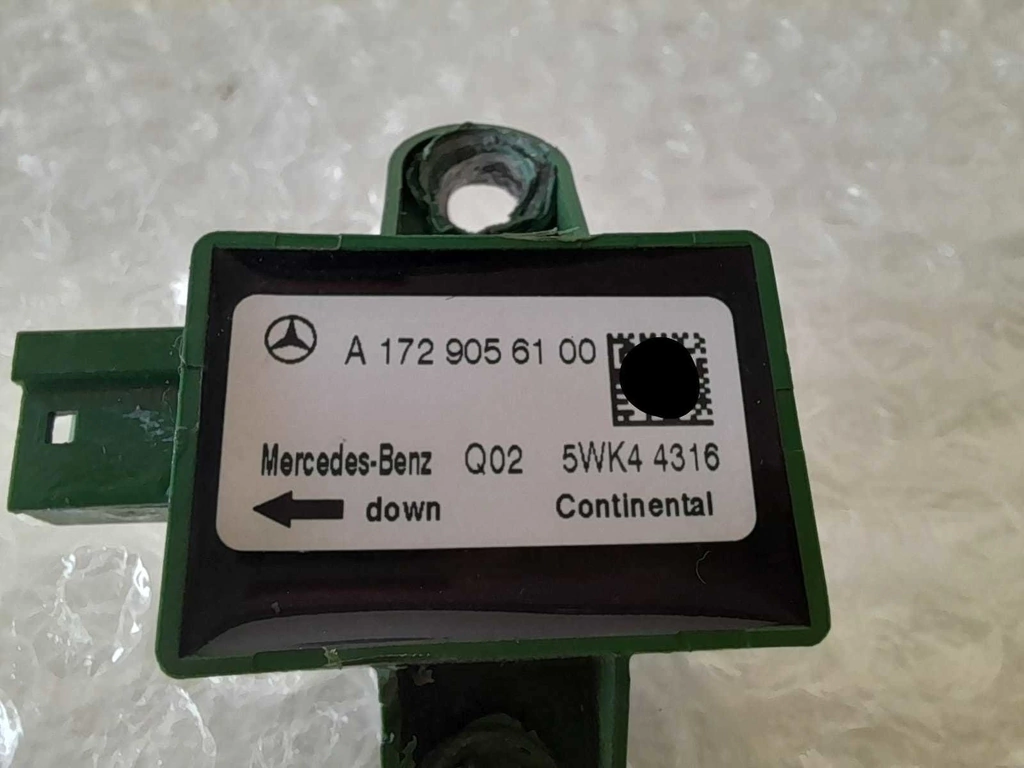 A 172 905 61 00
Mercedes-Benz Q02 5WK4 4316
down Continental